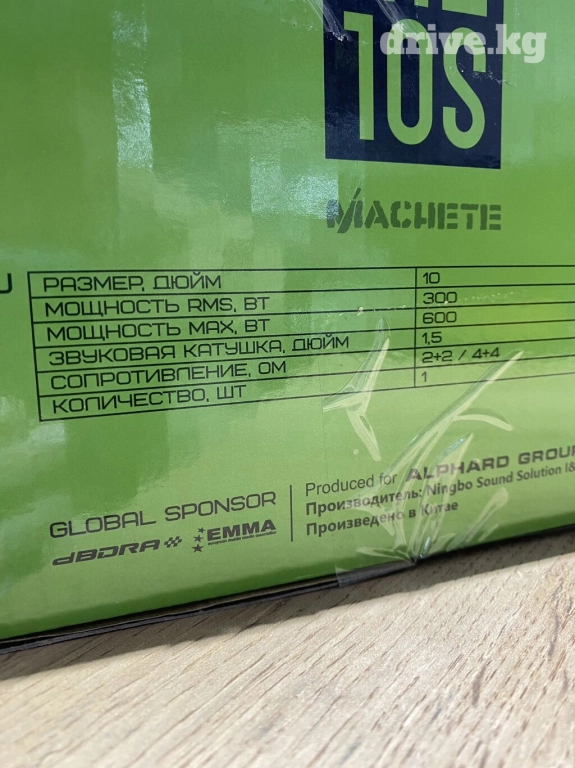 drive.kg
10S
MACHETE
РАЗМЕР, ДЮЙМ 10
МОЩНОСТЬ RMS, ВТ 300
МОЩНОСТЬ MAX, ВТ 600
ЗВУКОВАЯ КАТУШКА, ДЮЙМ 1,5
СОПРОТИВЛЕНИЕ, ОМ 2+2 / 4+4
КОЛИЧЕСТВО, ШТ 1
GLOBAL SPONSOR
dBDRA EMMA
Produced for ALPHARD GROUP
Производитель: Ningbo Sound Solution
Произведено в Китае